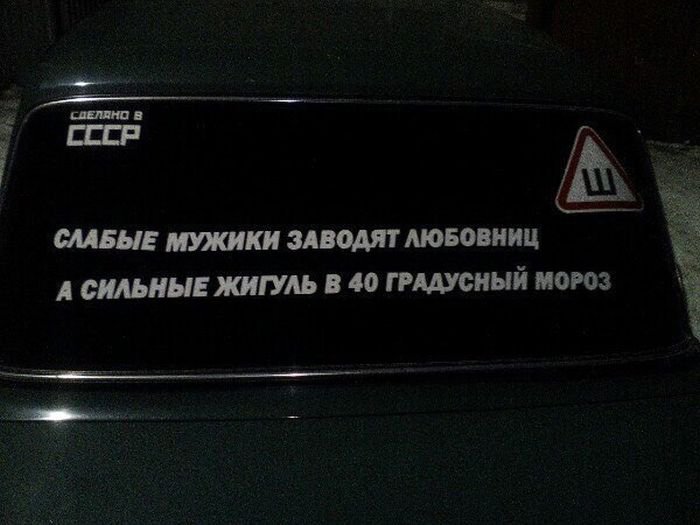 СДЕЛАНО В
СССР
Ш
СЛАБЫЕ МУЖИКИ ЗАВОДЯТ ЛЮБОВНИЦ
А СИЛЬНЫЕ ЖИГУЛЬ В 40 ГРАДУСНЫЙ МОРОЗ